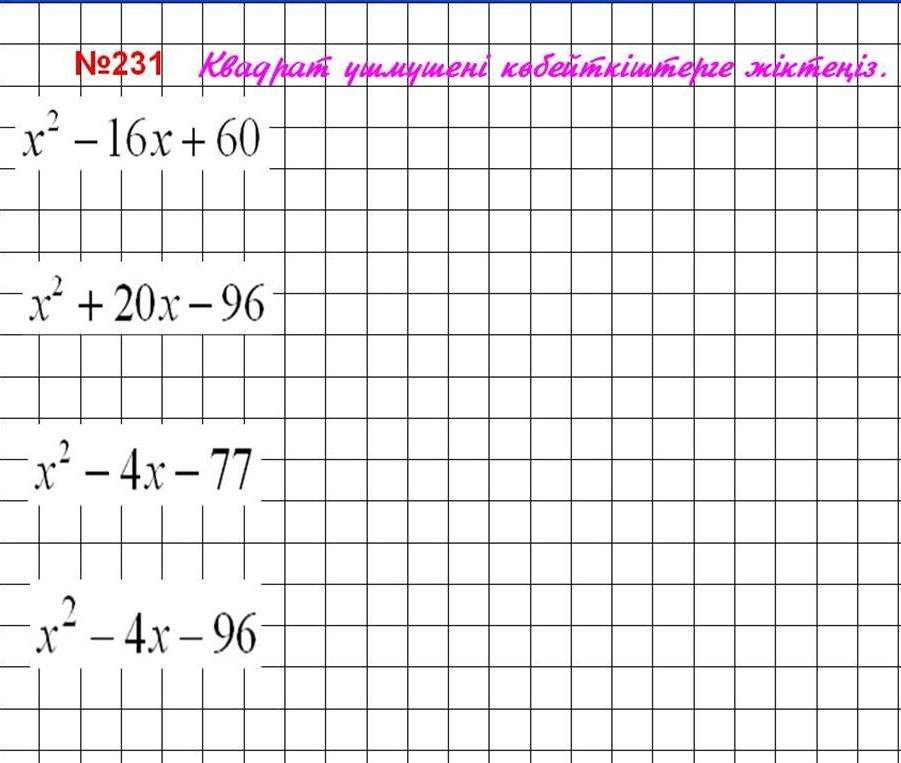 №231 Квадрат үшмүшені көбейткіштерге жіктеңіз.
x² − 16x + 60
x² + 20x − 96
x² − 4x − 77
x² − 4x − 96